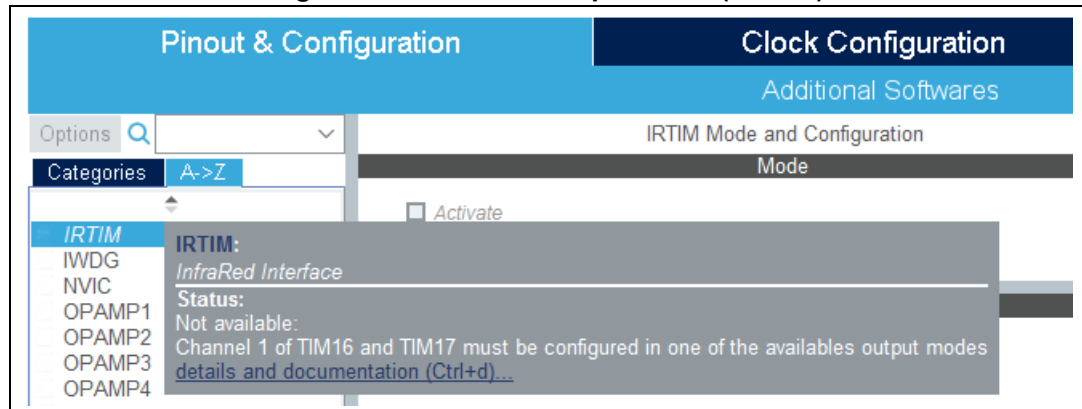 Pinout & Configuration
Clock Configuration
Additional Softwares
Options
IRTIM Mode and Configuration
Categories
A->Z
Mode
Activate
IRTIM
IWDG
NVIC
OPAMP1
OPAMP2
OPAMP3
OPAMP4
IRTIM:
InfraRed Interface
Status:
Not available:
Channel 1 of TIM16 and TIM17 must be configured in one of the availables output modes
details and documentation (Ctrl+d)...